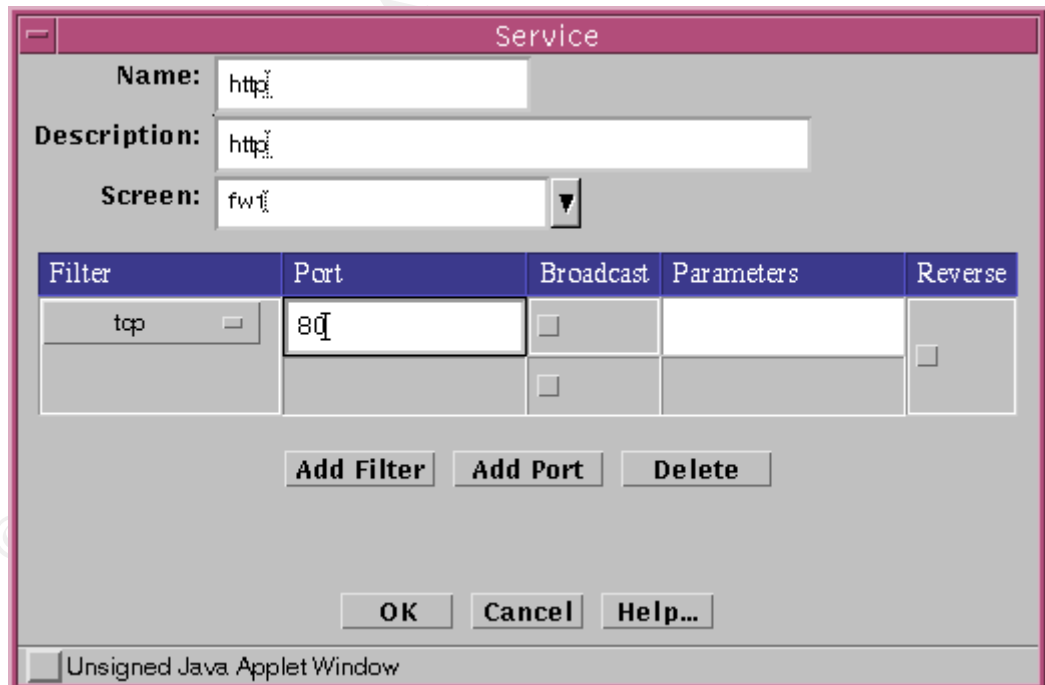 Service
Name: http
Description: http
Screen: fw1
Filter Port Broadcast Parameters Reverse
tcp 80
Add Filter Add Port Delete
OK Cancel Help...
Unsigned Java Applet Window